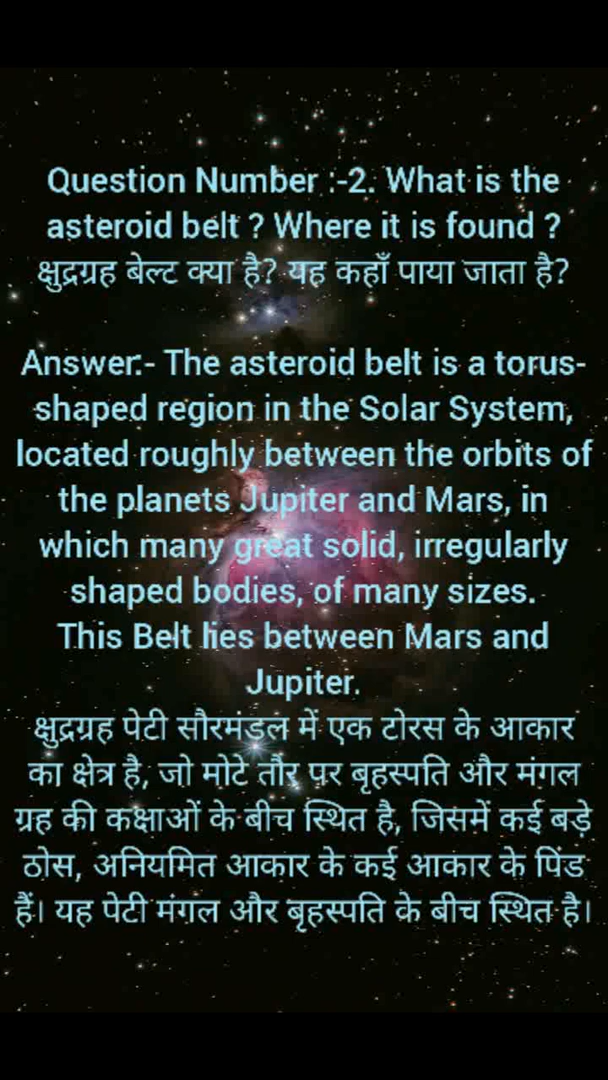 Question Number :-2. What is the
asteroid belt ? Where it is found ?
क्षुद्रग्रह बेल्ट क्या है? यह कहाँ पाया जाता है?
Answer:- The asteroid belt is a torus-
shaped region in the Solar System,
located roughly between the orbits of
the planets Jupiter and Mars, in
which many great solid, irregularly
shaped bodies, of many sizes.
This Belt lies between Mars and
Jupiter.
क्षुद्रग्रह पेटी सौरमंडल में एक टोरस के आकार
का क्षेत्र है, जो मोटे तौर पर बृहस्पति और मंगल
ग्रह की कक्षाओं के बीच स्थित है, जिसमें कई बड़े
ठोस, अनियमित आकार के कई आकार के पिंड
हैं। यह पेटी मंगल और बृहस्पति के बीच स्थित है।